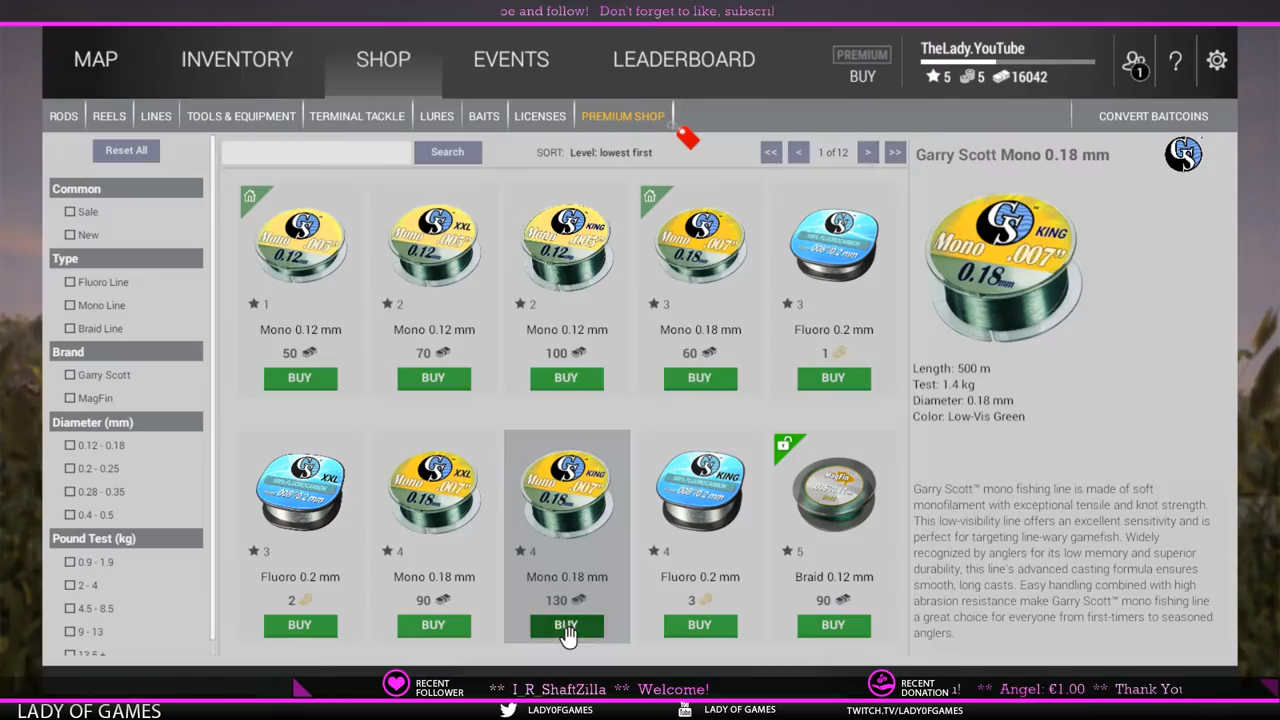 be and follow! Don't forget to like, subscri
MAP INVENTORY SHOP EVENTS LEADERBOARD
PREMIUM
BUY
TheLady.YouTube
5 5 16042
1 ?
RODS REELS LINES TOOLS & EQUIPMENT TERMINAL TACKLE LURES BAITS LICENSES PREMIUM SHOP CONVERT BAITCOINS
Reset All
Search SORT: Level: lowest first << < 1 of 12 > >>
Common
Sale
New
Type
Fluoro Line
Mono Line
Braid Line
Brand
Garry Scott
MagFin
Diameter (mm)
0.12 - 0.18
0.2 - 0.25
0.28 - 0.35
0.4 - 0.5
Pound Test (kg)
0.9 - 1.9
2 - 4
4.5 - 8.5
9 - 13
13.5 +
1 2 2 3 3
Mono 0.12 mm Mono 0.12 mm Mono 0.12 mm Mono 0.18 mm Fluoro 0.2 mm
50 70 100 60 1
BUY BUY BUY BUY BUY
3 4 4 4 5
Fluoro 0.2 mm Mono 0.18 mm Mono 0.18 mm Fluoro 0.2 mm Braid 0.12 mm
2 90 130 3 90
BUY BUY BUY BUY BUY
Garry Scott Mono 0.18 mm
GS
KING
Mono .007"
0.18mm
Length: 500 m
Test: 1.4 kg
Diameter: 0.18 mm
Color: Low-Vis Green
Garry Scott™ mono fishing line is made of soft
monofilament with exceptional tensile and knot strength.
This low-visibility line offers an excellent sensitivity and is
perfect for targeting line-wary gamefish. Widely
recognized by anglers for its low memory and superior
durability, this line's advanced casting formula ensures
smooth, long casts. Easy handling combined with high
abrasion resistance make Garry Scott™ mono fishing line
a great choice for everyone from first-timers to seasoned
anglers.
RECENT
FOLLOWER
** I_R_ShaftZilla ** Welcome!
RECENT
DONATION
! ** Angel: €1.00 ** Thank You
LADY OF GAMES LADY0FGAMES LADY OF GAMES TWITCH.TV/LADY0FGAMES